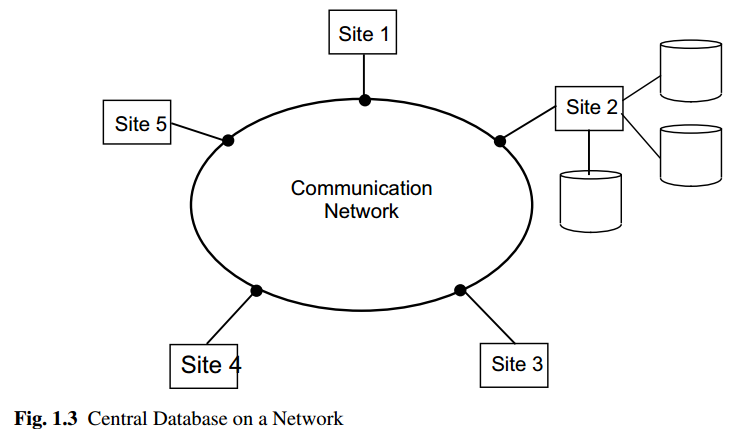 Site 1
Site 2
Site 5
Communication
Network
Site 4
Site 3
Fig. 1.3 Central Database on a Network